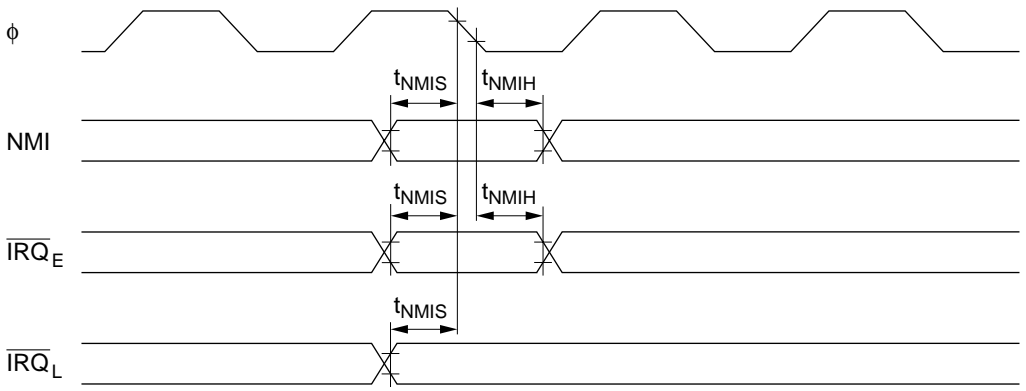 ϕ
tNMIS tNMIH
NMI
tNMIS tNMIH
IRQE
tNMIS
IRQL